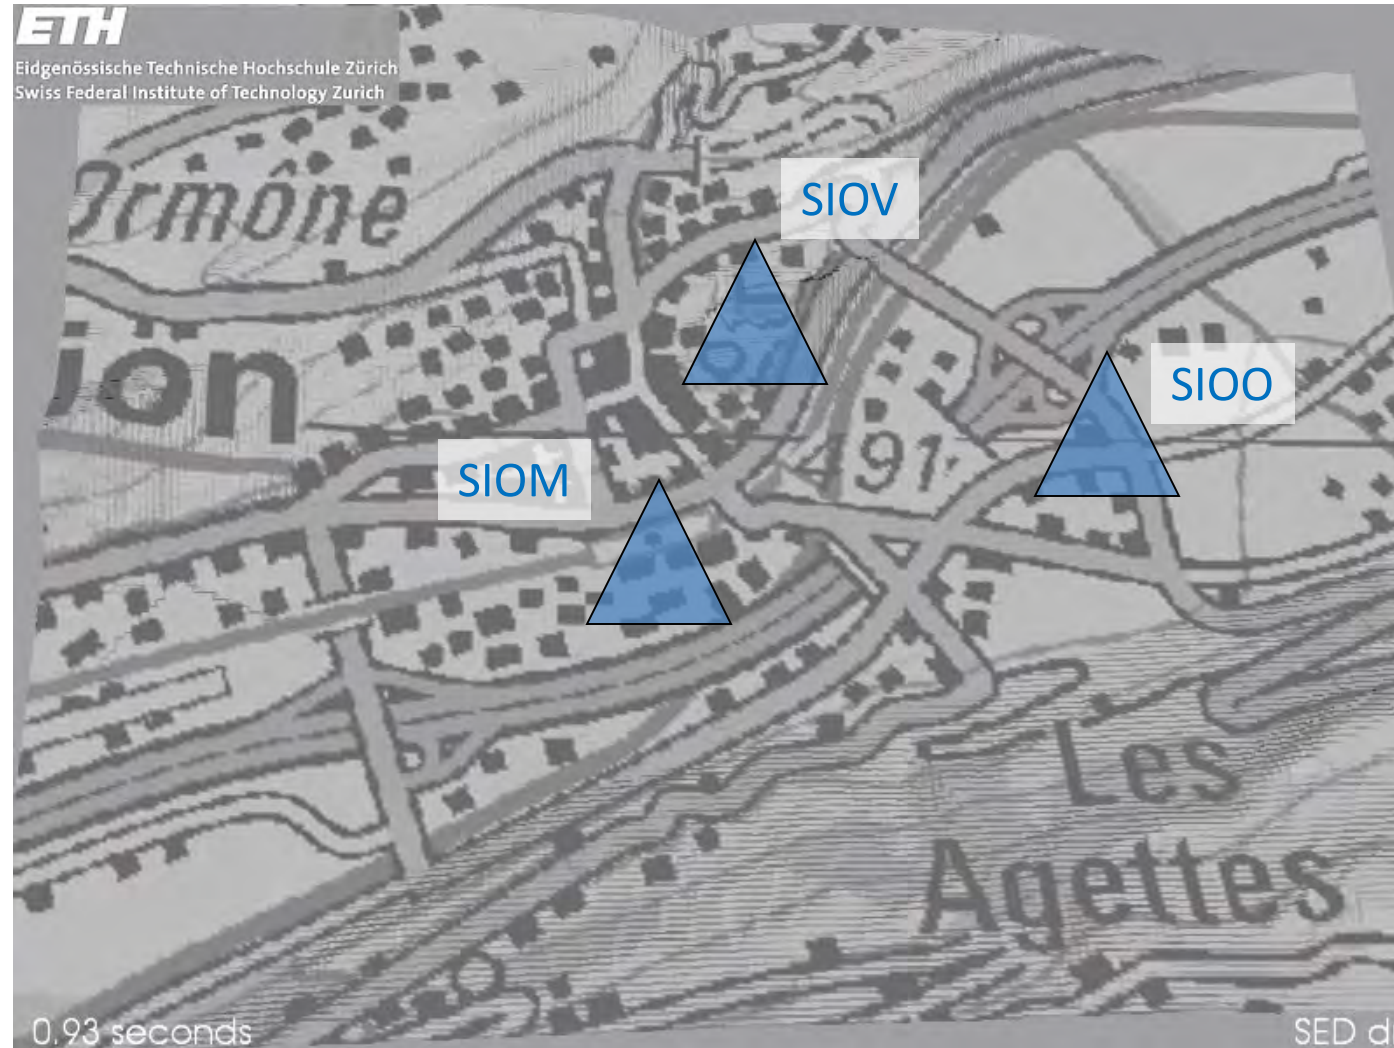 ETH
Eidgenössische Technische Hochschule Zürich
Swiss Federal Institute of Technology Zurich
Ormône
SIOV
SIOO
491
SIOM
Les
Agettes
0.93 seconds
SED